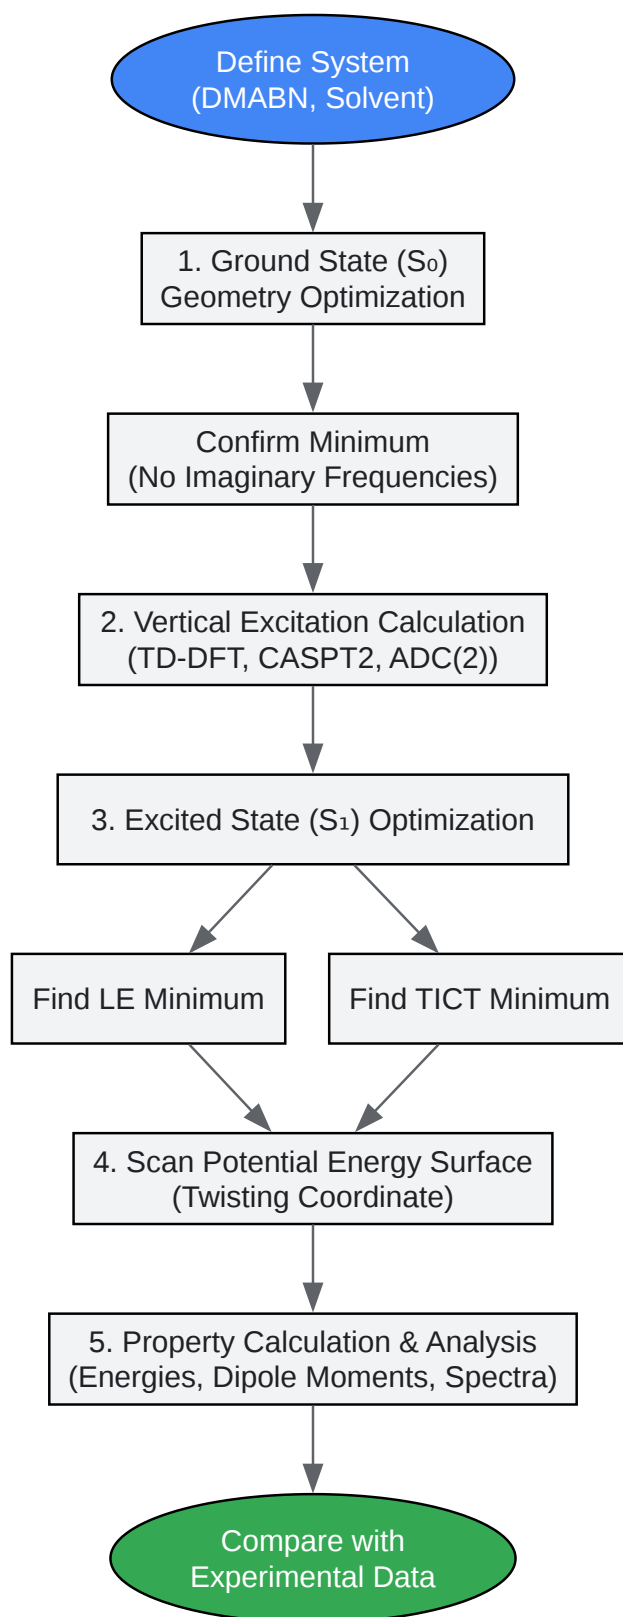 Define System
(DMABN, Solvent)
1. Ground State (S₀)
Geometry Optimization
Confirm Minimum
(No Imaginary Frequencies)
2. Vertical Excitation Calculation
(TD-DFT, CASPT2, ADC(2))
3. Excited State (S₁) Optimization
Find LE Minimum
Find TICT Minimum
4. Scan Potential Energy Surface
(Twisting Coordinate)
5. Property Calculation & Analysis
(Energies, Dipole Moments, Spectra)
Compare with
Experimental Data